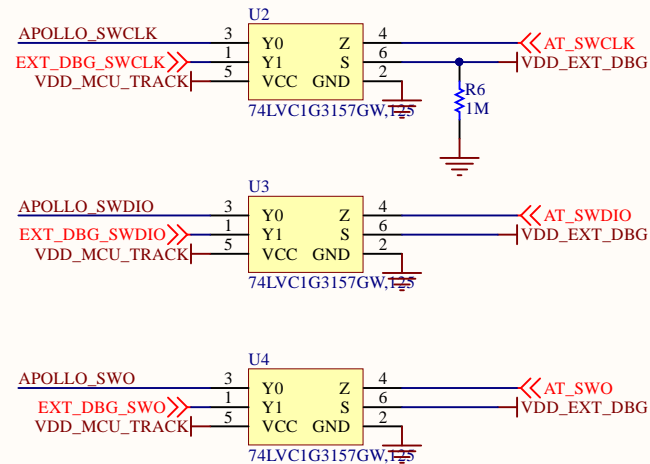 U2
APOLLO_SWCLK 3 Y0 Z 4 AT_SWCLK
EXT_DBG_SWCLK 1 Y1 S 6 VDD_EXT_DBG
VDD_MCU_TRACK 5 VCC GND 2
R6
1M
74LVC1G3157GW,125
U3
APOLLO_SWDIO 3 Y0 Z 4 AT_SWDIO
EXT_DBG_SWDIO 1 Y1 S 6 VDD_EXT_DBG
VDD_MCU_TRACK 5 VCC GND 2
74LVC1G3157GW,125
U4
APOLLO_SWO 3 Y0 Z 4 AT_SWO
EXT_DBG_SWO 1 Y1 S 6 VDD_EXT_DBG
VDD_MCU_TRACK 5 VCC GND 2
74LVC1G3157GW,125